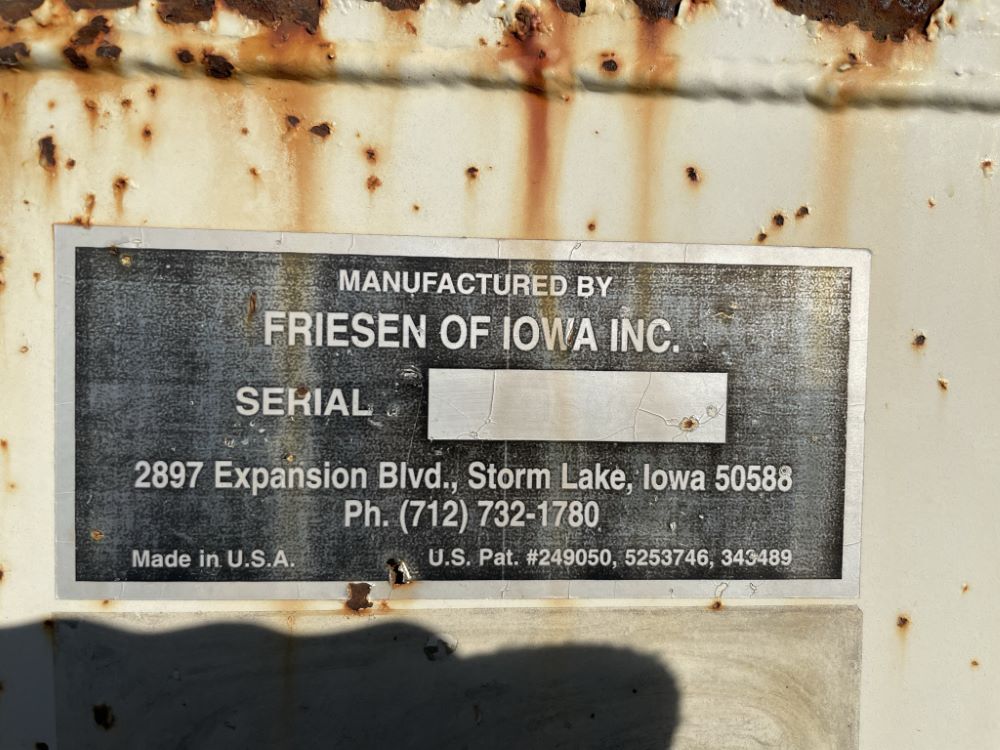 MANUFACTURED BY
FRIESEN OF IOWA INC.
SERIAL
2897 Expansion Blvd., Storm Lake, Iowa 50588
Ph. (712) 732-1780
Made in U.S.A.
U.S. Pat. #249050, 5253746, 343489